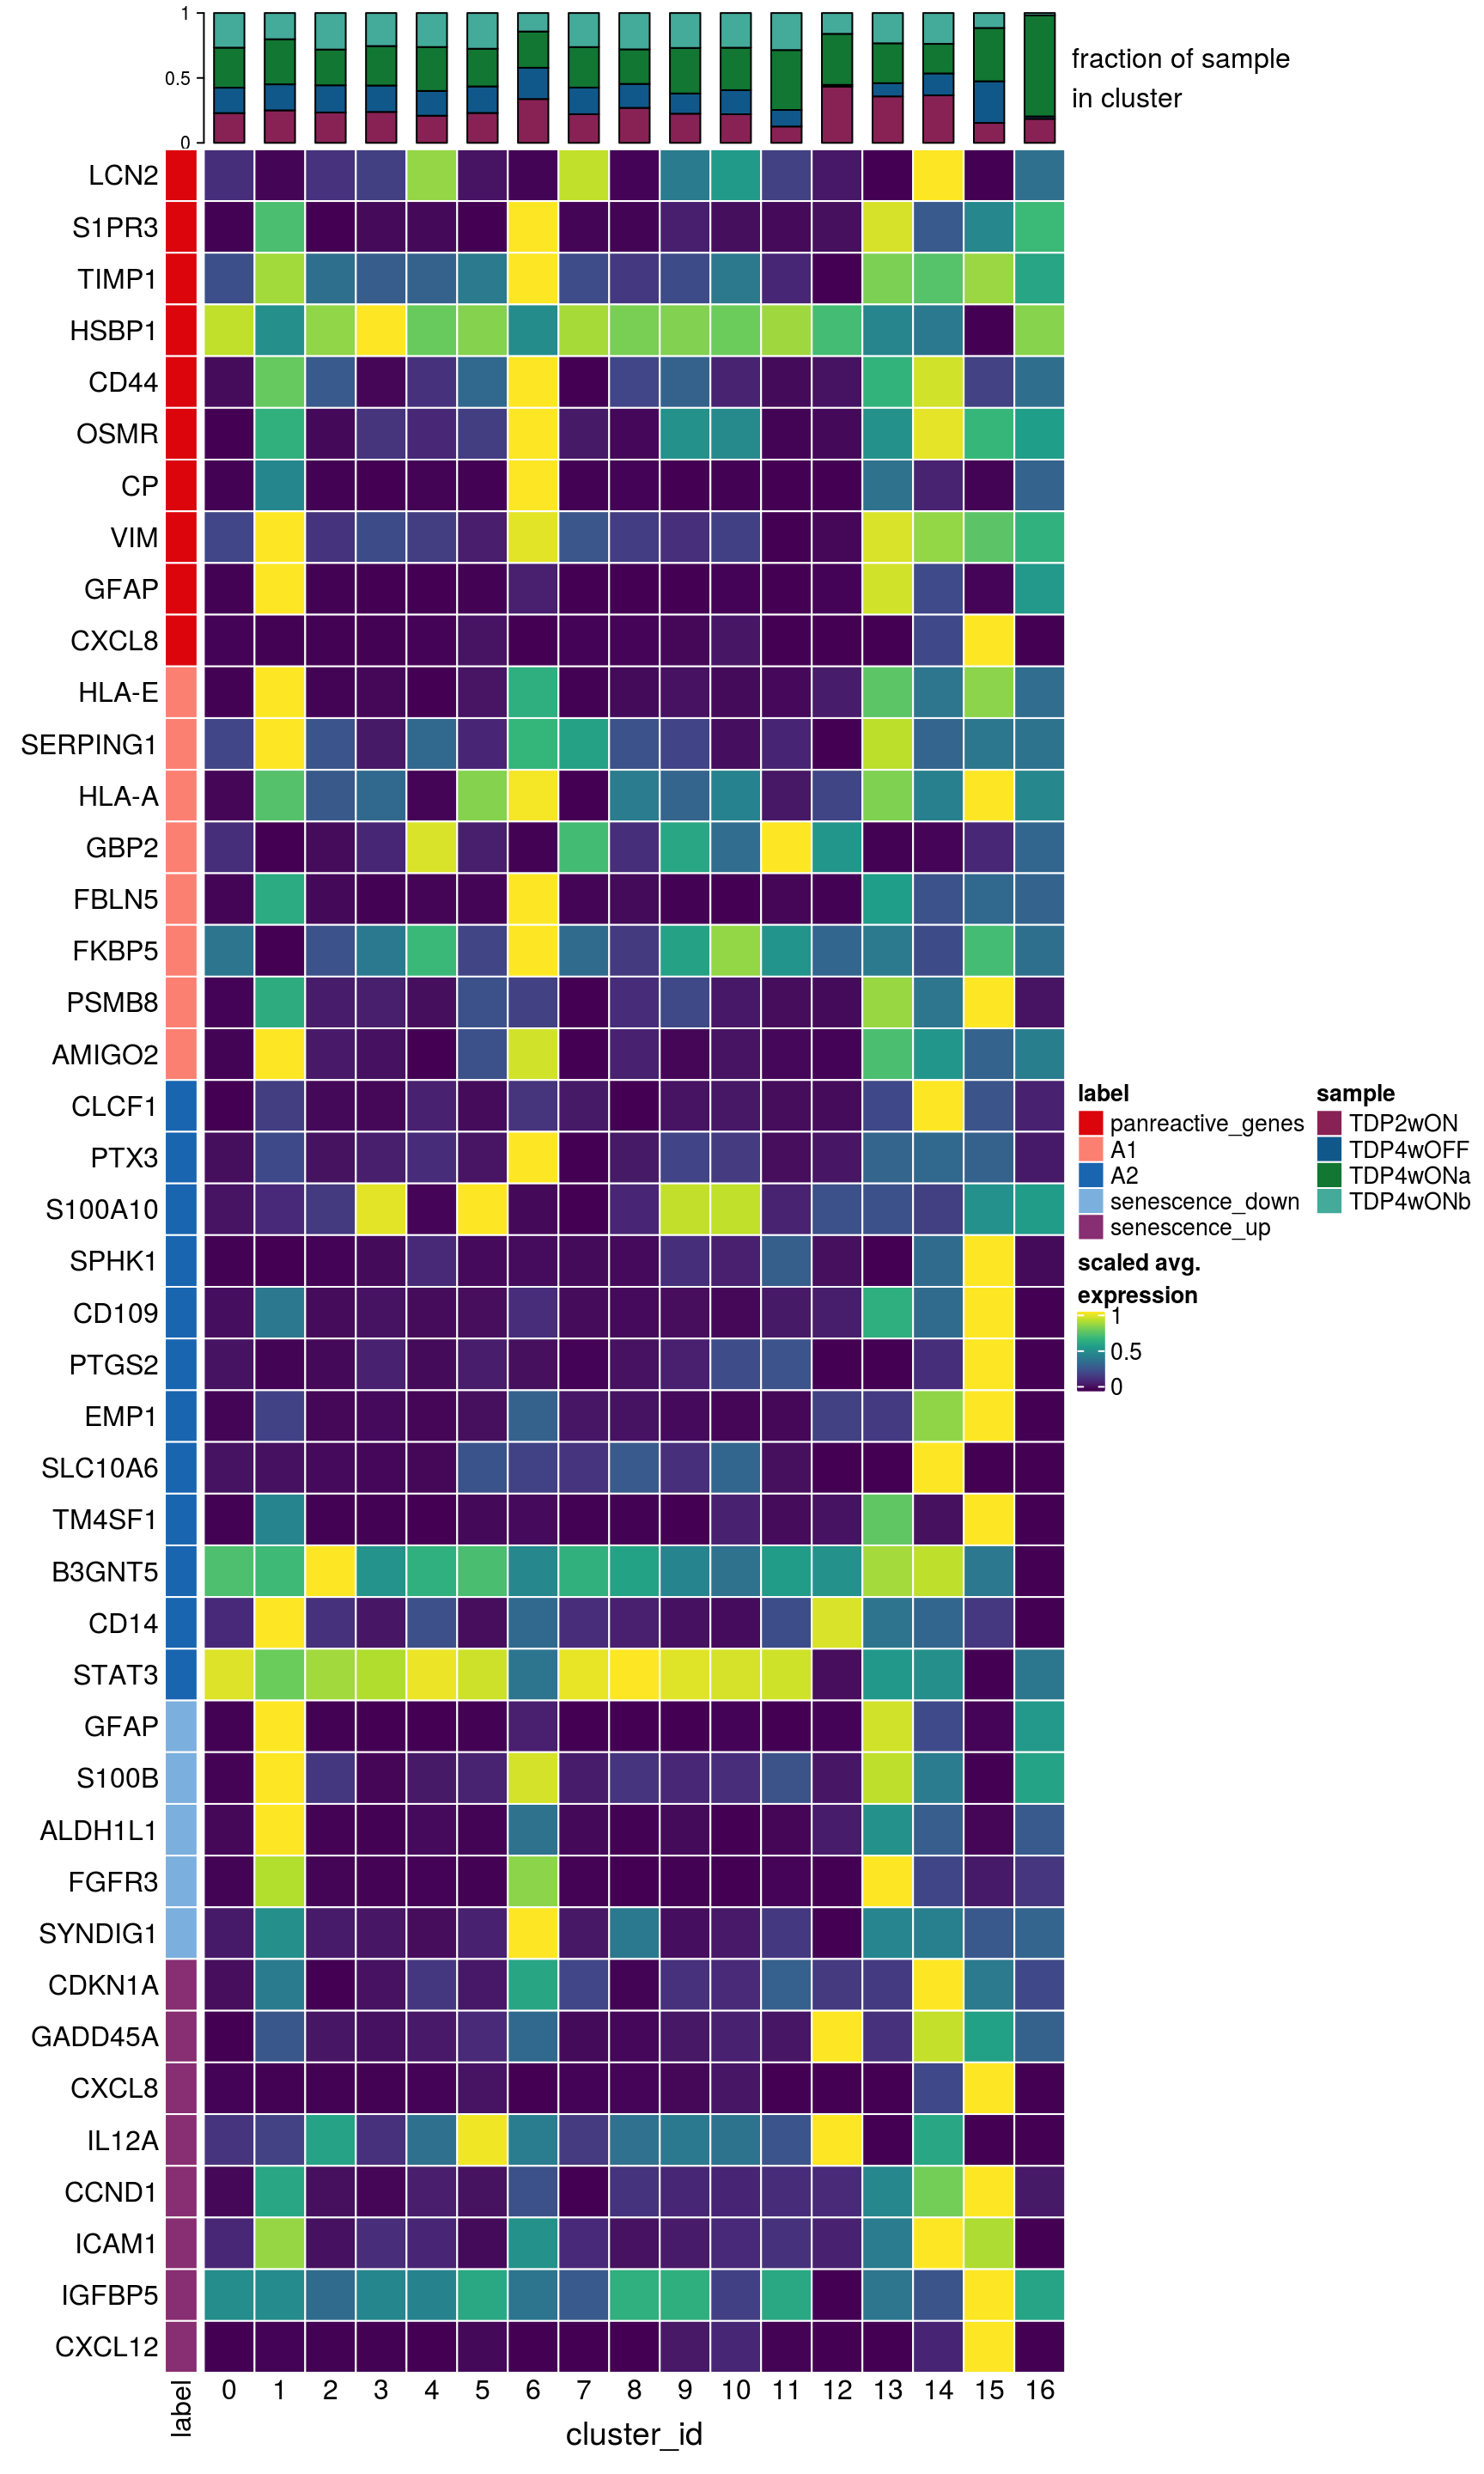 1
0.5
0
fraction of sample
in cluster
LCN2
S1PR3
TIMP1
HSBP1
CD44
OSMR
CP
VIM
GFAP
CXCL8
HLA-E
SERPING1
HLA-A
GBP2
FBLN5
FKBP5
PSMB8
AMIGO2
CLCF1
PTX3
S100A10
SPHK1
CD109
PTGS2
EMP1
SLC10A6
TM4SF1
B3GNT5
CD14
STAT3
GFAP
S100B
ALDH1L1
FGFR3
SYNDIG1
CDKN1A
GADD45A
CXCL8
IL12A
CCND1
ICAM1
IGFBP5
CXCL12
label
0 1 2 3 4 5 6 7 8 9 10 11 12 13 14 15 16
cluster_id
label
panreactive_genes
A1
A2
senescence_down
senescence_up
sample
TDP2wON
TDP4wOFF
TDP4wONa
TDP4wONb
scaled avg.
expression
1
0.5
0